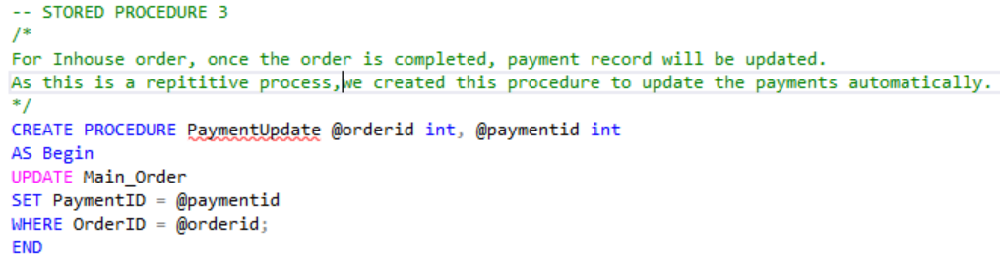 -- STORED PROCEDURE 3
/*
For Inhouse order, once the order is completed, payment record will be updated.
As this is a repititive process,we created this procedure to update the payments automatically.
*/
CREATE PROCEDURE PaymentUpdate @orderid int, @paymentid int
AS Begin
UPDATE Main_Order
SET PaymentID = @paymentid
WHERE OrderID = @orderid;
END